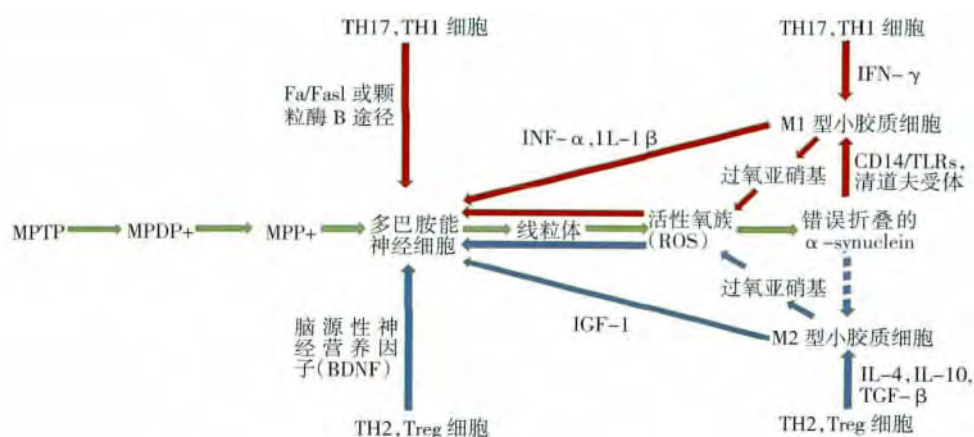 TH17,TH1 细胞
TH17,TH1 细胞
Fa/Fasl 或颗
粒酶 B 途径
IFN-γ
INF-α,1L-1β
M1 型小胶质细胞
过氧亚硝基
CD14/TLRs,
清道夫受体
MPTP
MPDP+
MPP+
多巴胺能
神经细胞
线粒体
活性氧族
(ROS)
错误折叠的
α-synuclein
过氧亚硝基
脑源性神
经营养因
子(BDNF)
IGF-1
M2 型小胶质细胞
IL-4,IL-10,
TGF-β
TH2,Treg 细胞
TH2,Treg 细胞